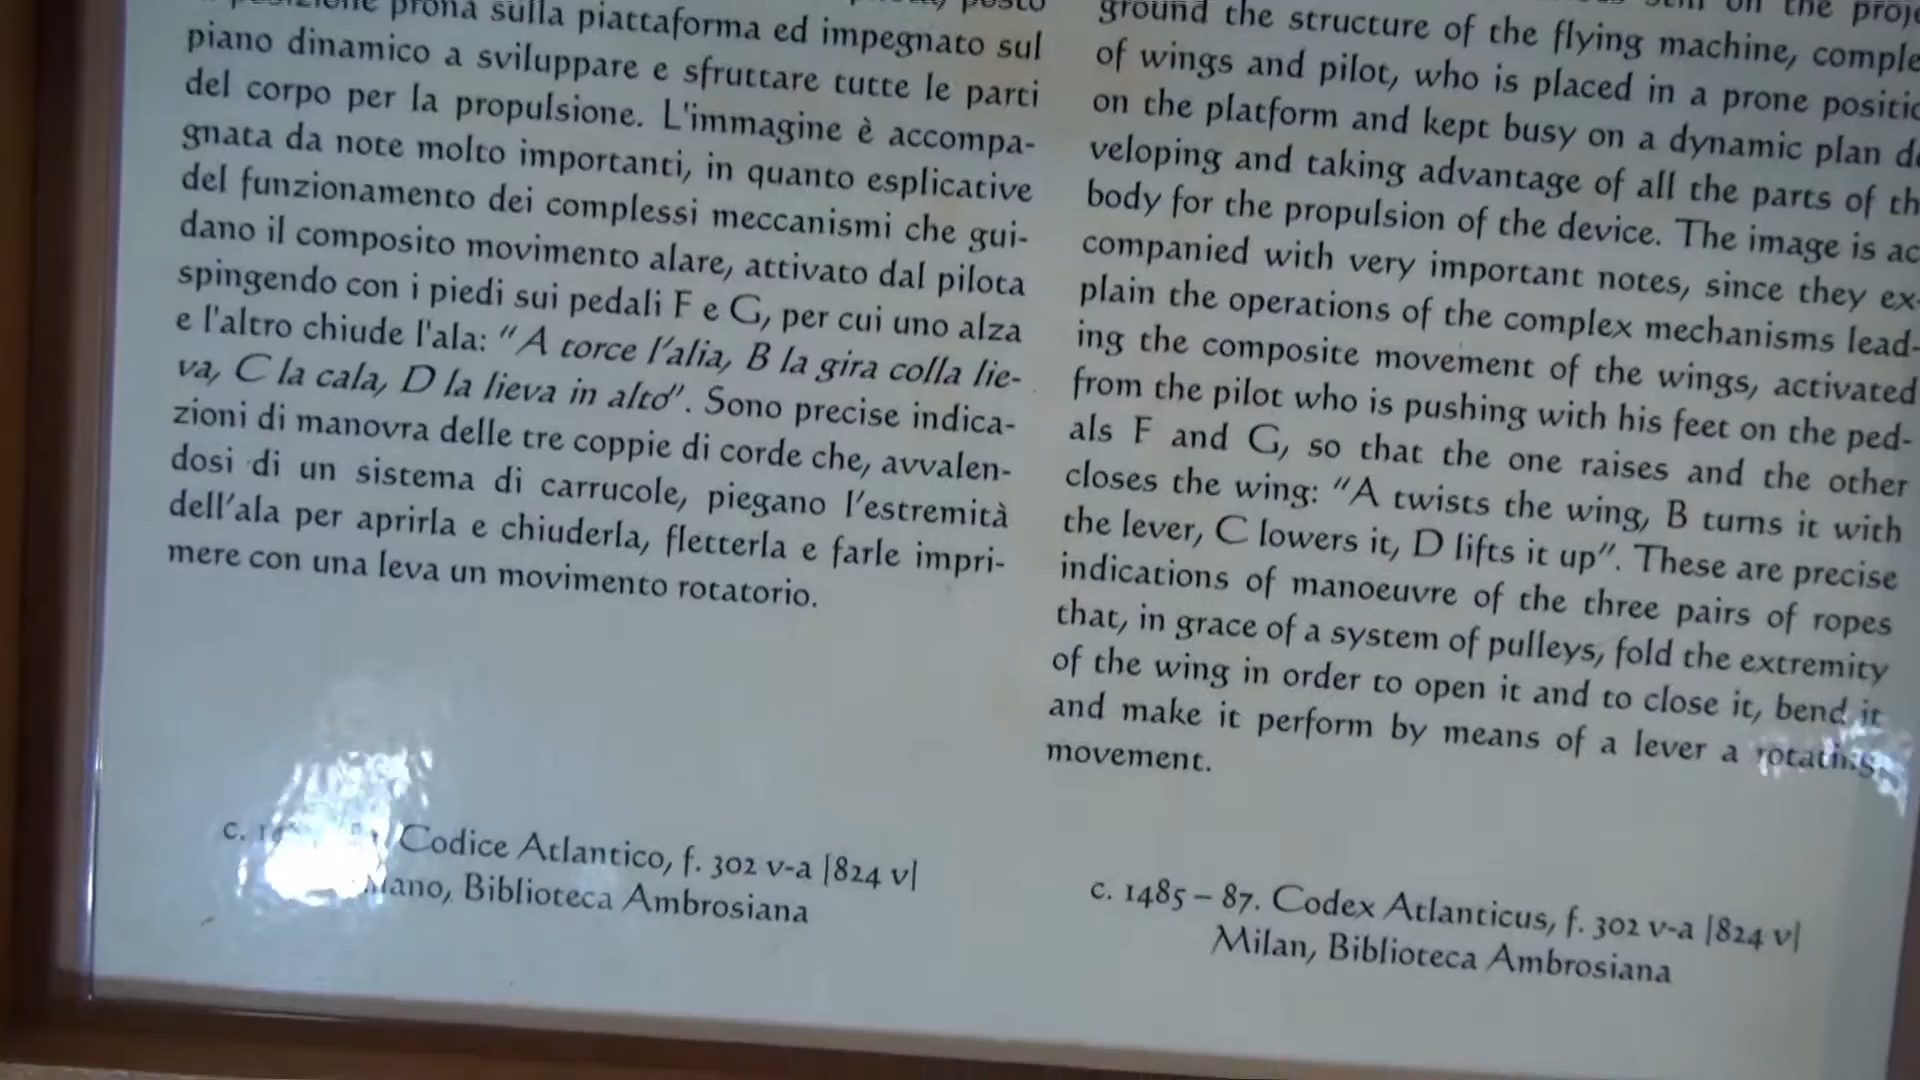 prona sulla piattaforma ed impegnato sul
piano dinamico a sviluppare e sfruttare tutte le parti
del corpo per la propulsione. L'immagine è accompa-
gnata da note molto importanti, in quanto esplicative
del funzionamento dei complessi meccanismi che gui-
dano il composito movimento alare, attivato dal pilota
spingendo con i piedi sui pedali F e G, per cui uno alza
e l'altro chiude l'ala: "A torce l'alia, B la gira colla lie-
va, C la cala, D la lieva in alto". Sono precise indica-
zioni di manovra delle tre coppie di corde che, avvalen-
dosi di un sistema di carrucole, piegano l'estremità
dell'ala per aprirla e chiuderla, fletterla e farle impri-
mere con una leva un movimento rotatorio.
c. Codice Atlantico, f. 302 v-a |824 v|
Biblioteca Ambrosiana
on the
ground the structure of the flying machine,
of wings and pilot, who is placed in a prone
on the platform and kept busy on a dynamic plan
veloping and taking advantage of all the parts of
body for the propulsion of the device. The image is ac
companied with very important notes, since they ex-
plain the operations of the complex mechanisms lead-
ing the composite movement of the wings, activated
from the pilot who is pushing with his feet on the ped-
als F and G, so that the one raises and the other
closes the wing: "A twists the wing, B turns it with
the lever, C lowers it, D lifts it up". These are precise
indications of manoeuvre of the three pairs of ropes
that, in grace of a system of pulleys, fold the extremity
of the wing in order to open it and to close it, bend it
and make it perform by means of a lever a rotating
movement.
c. 1485 – 87. Codex Atlanticus, f. 302 v-a |824 v|
Milan, Biblioteca Ambrosiana